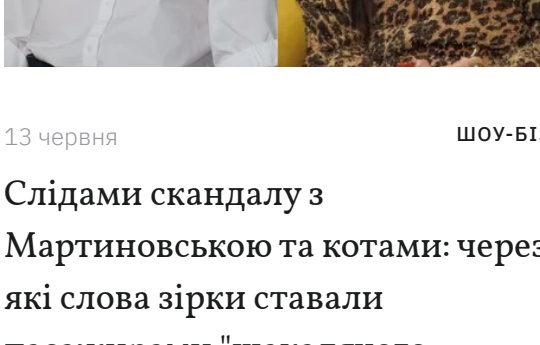 13 червня
ШОУ-БІ
Слідами скандалу з
Мартиновською та котами: через
які слова зірки ставали